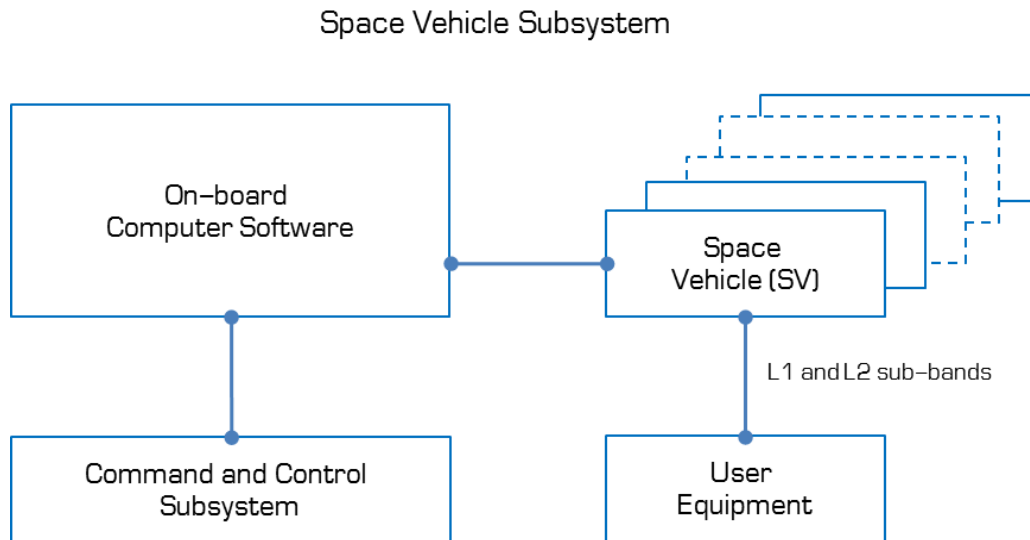 Space Vehicle Subsystem
On-board
Computer Software
Space
Vehicle (SV)
L1 and L2 sub-bands
Command and Control
Subsystem
User
Equipment